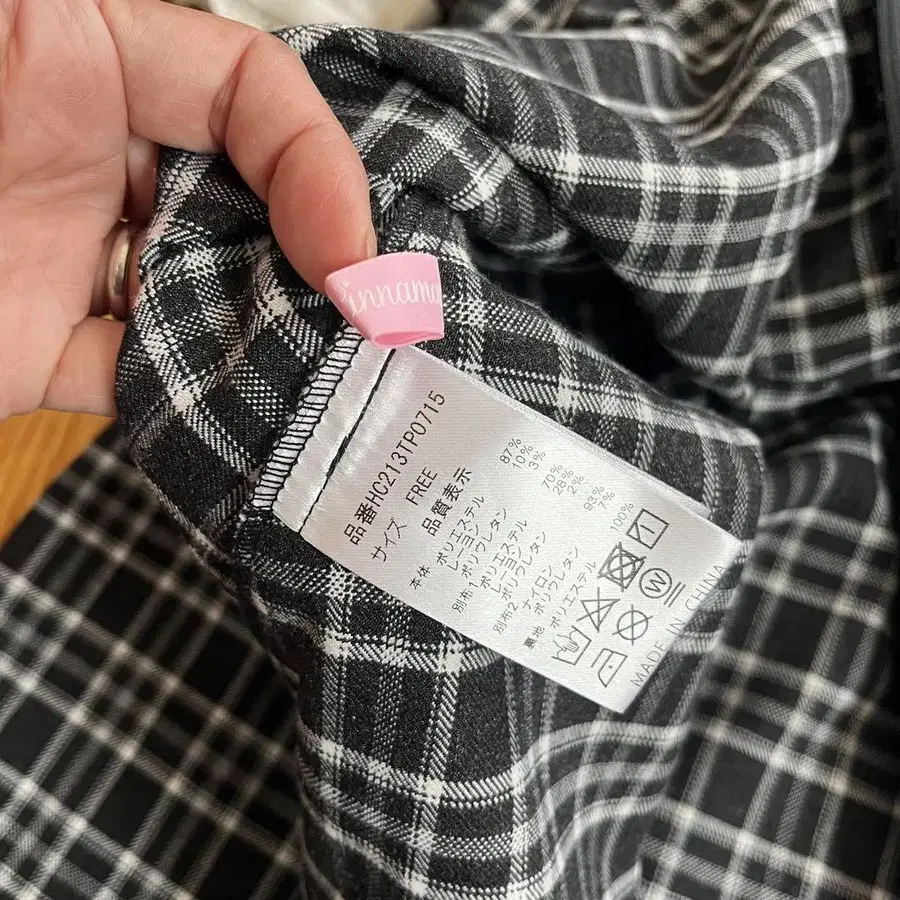 innama
品番HC213TP0715
サイズ FREE
品質表示
本体 ポリエステル 87%
レーヨン 10%
ポリウレタン 3%
別布1 ポリエステル 70%
レーヨン 28%
ポリウレタン 2%
別布2 ナイロン 93%
ポリウレタン 7%
裏地 ポリエステル 100%
W
MADE IN CHINA